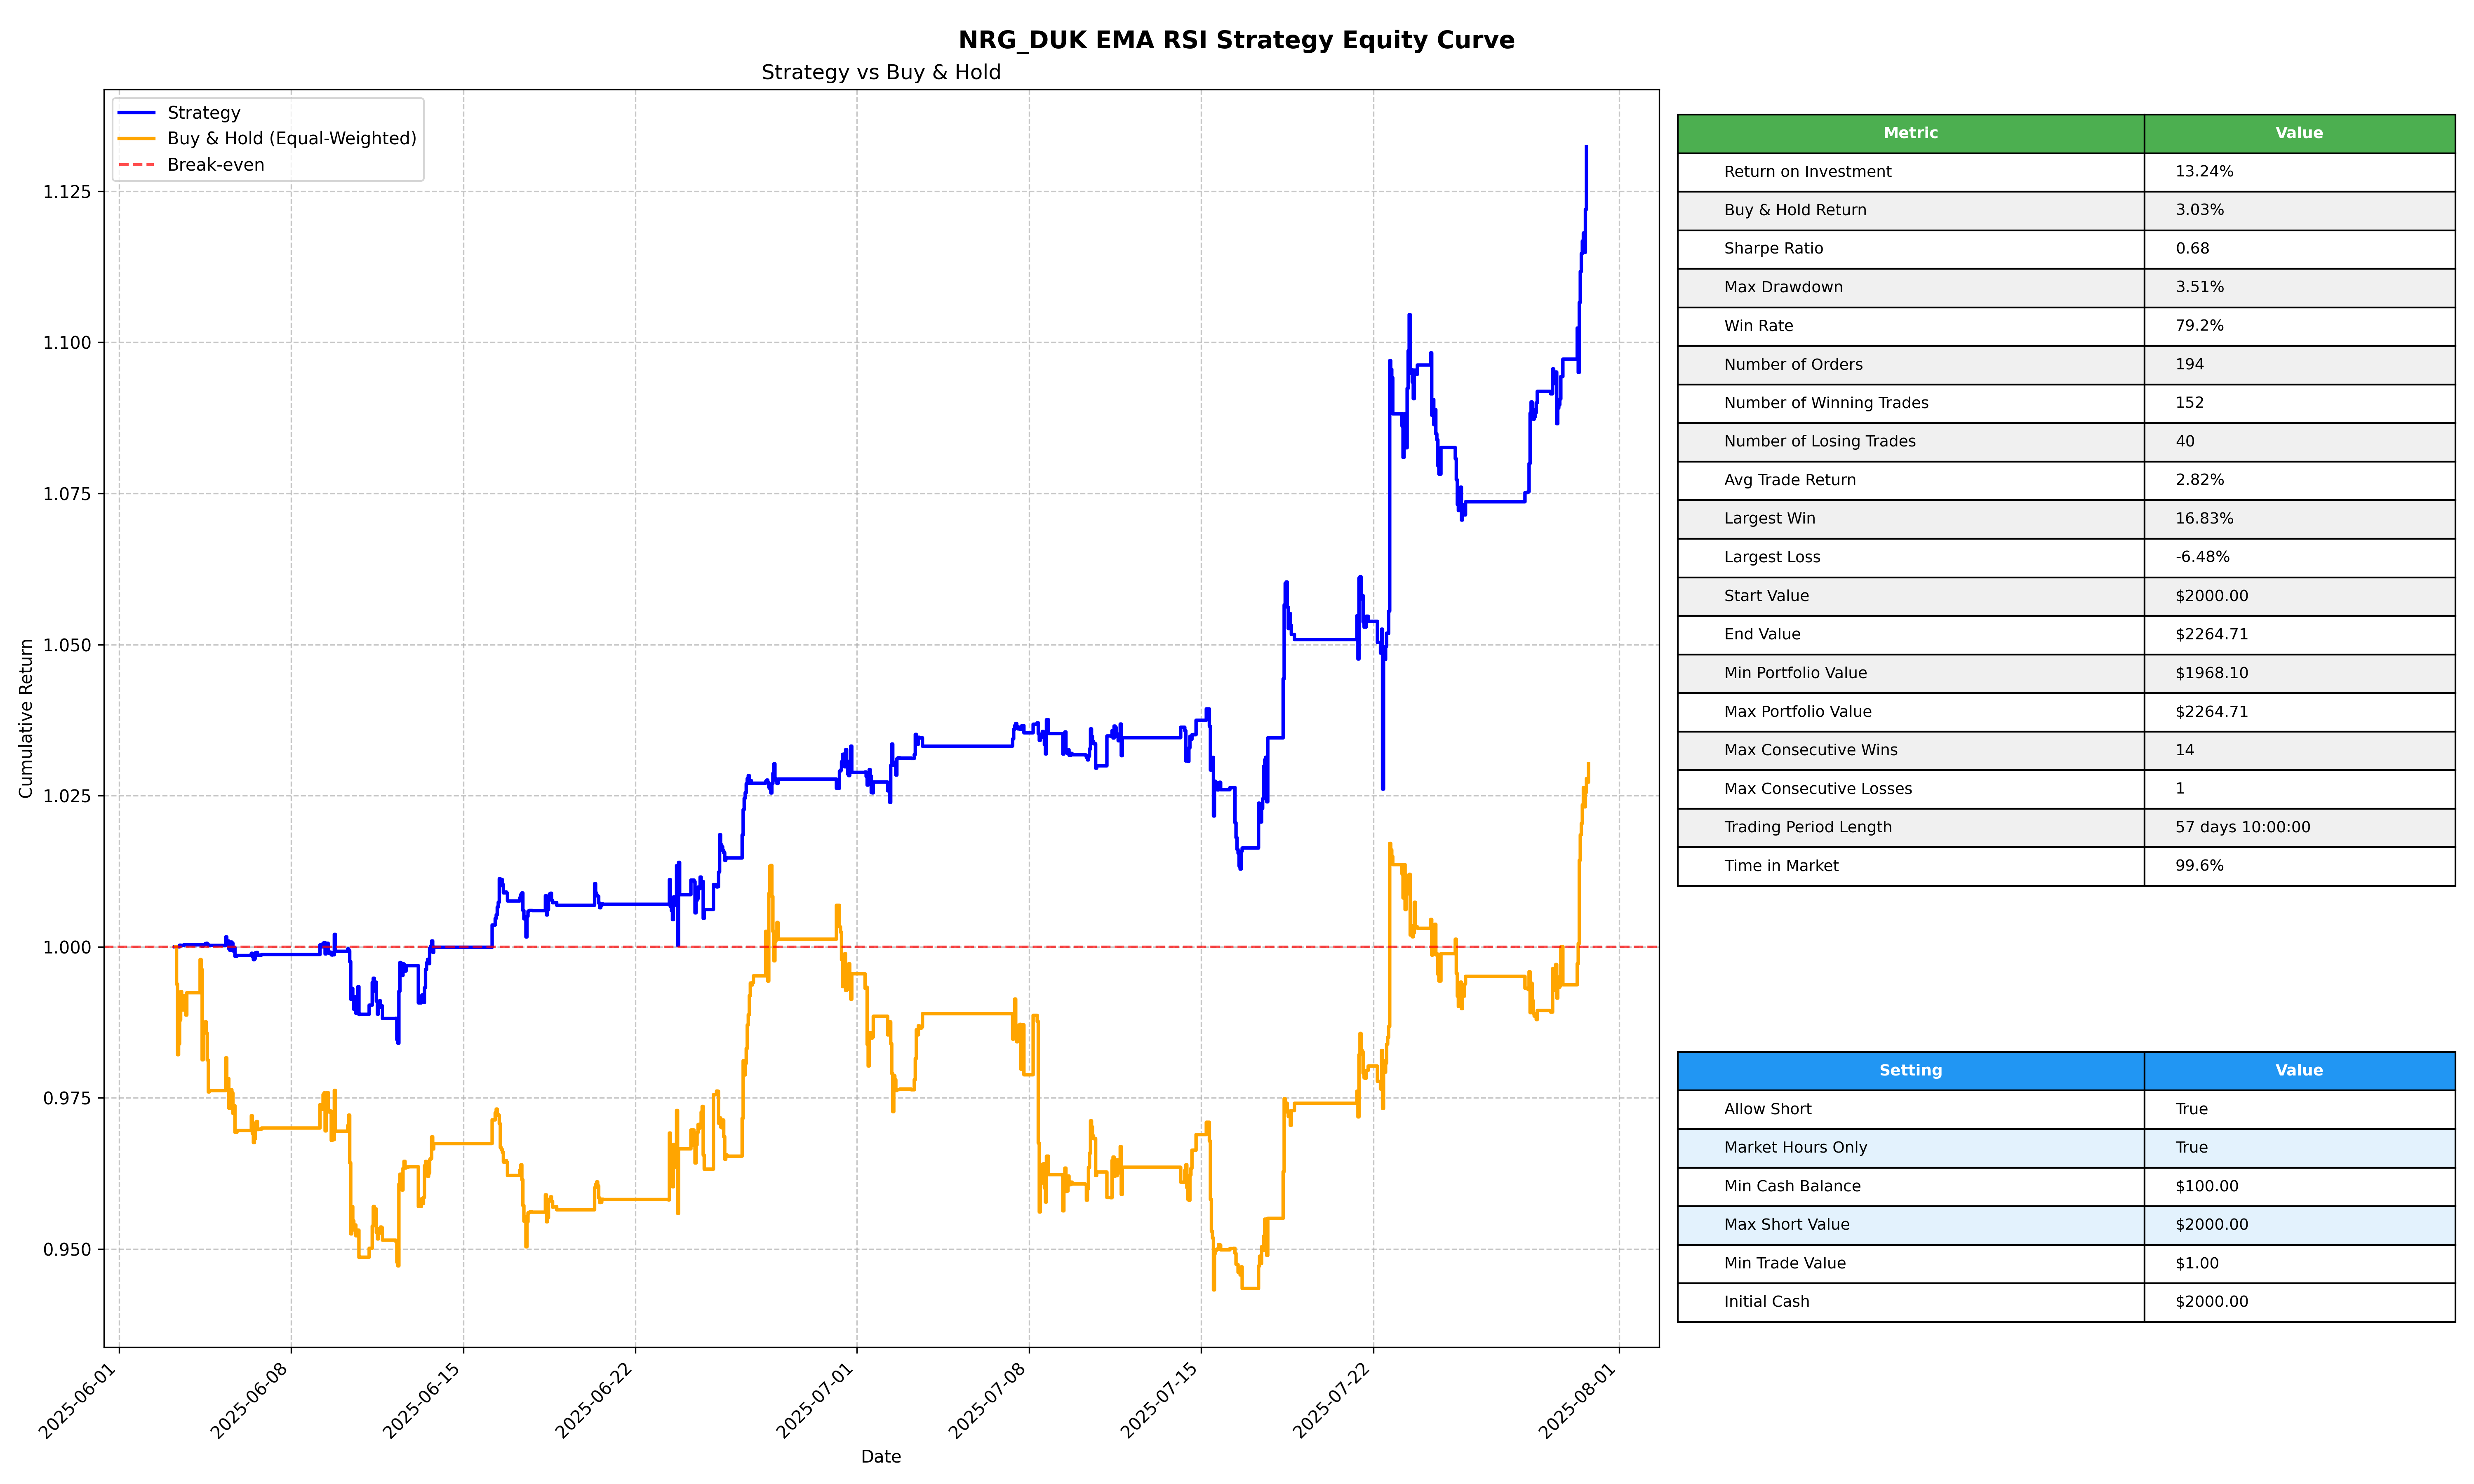 NRG_DUK EMA RSI Strategy Equity Curve
Strategy vs Buy & Hold
Strategy
Buy & Hold (Equal-Weighted)
Break-even
Cumulative Return
1.125
1.100
1.075
1.050
1.025
1.000
0.975
0.950
2025-06-01
2025-06-08
2025-06-15
2025-06-22
2025-07-01
2025-07-08
2025-07-15
2025-07-22
2025-08-01
Date
Metric Value
Return on Investment 13.24%
Buy & Hold Return 3.03%
Sharpe Ratio 0.68
Max Drawdown 3.51%
Win Rate 79.2%
Number of Orders 194
Number of Winning Trades 152
Number of Losing Trades 40
Avg Trade Return 2.82%
Largest Win 16.83%
Largest Loss -6.48%
Start Value $2000.00
End Value $2264.71
Min Portfolio Value $1968.10
Max Portfolio Value $2264.71
Max Consecutive Wins 14
Max Consecutive Losses 1
Trading Period Length 57 days 10:00:00
Time in Market 99.6%
Setting Value
Allow Short True
Market Hours Only True
Min Cash Balance $100.00
Max Short Value $2000.00
Min Trade Value $1.00
Initial Cash $2000.00